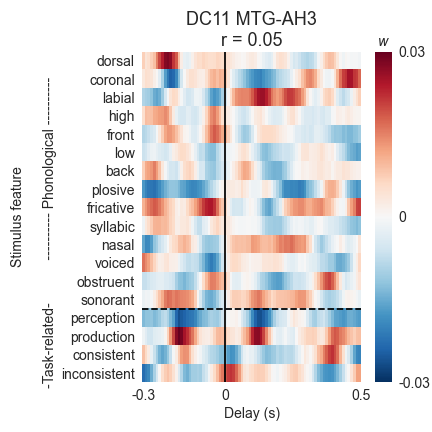 DC11 MTG-AH3
r = 0.05
w
dorsal
coronal
labial
high
front
low
back
plosive
fricative
syllabic
nasal
voiced
obstruent
sonorant
perception
production
consistent
inconsistent
Stimulus feature
---------- Phonological ----------
-Task-related-
0.03
0
-0.03
-0.3
0
0.5
Delay (s)